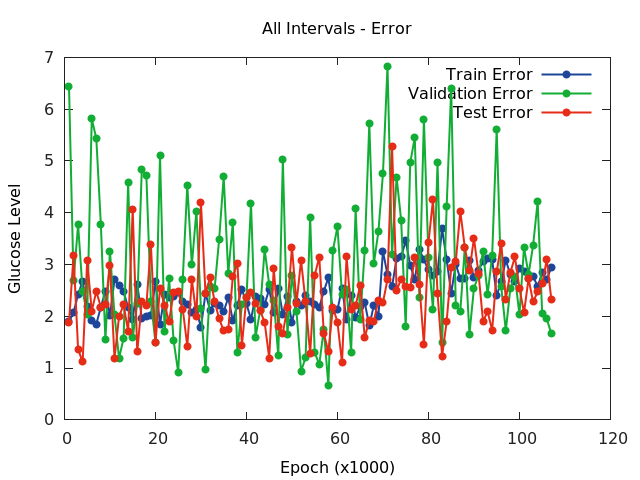 All Intervals - Error
Train Error
Validation Error
Test Error
Glucose Level
7
6
5
4
3
2
1
0
0 20 40 60 80 100 120
Epoch (x1000)